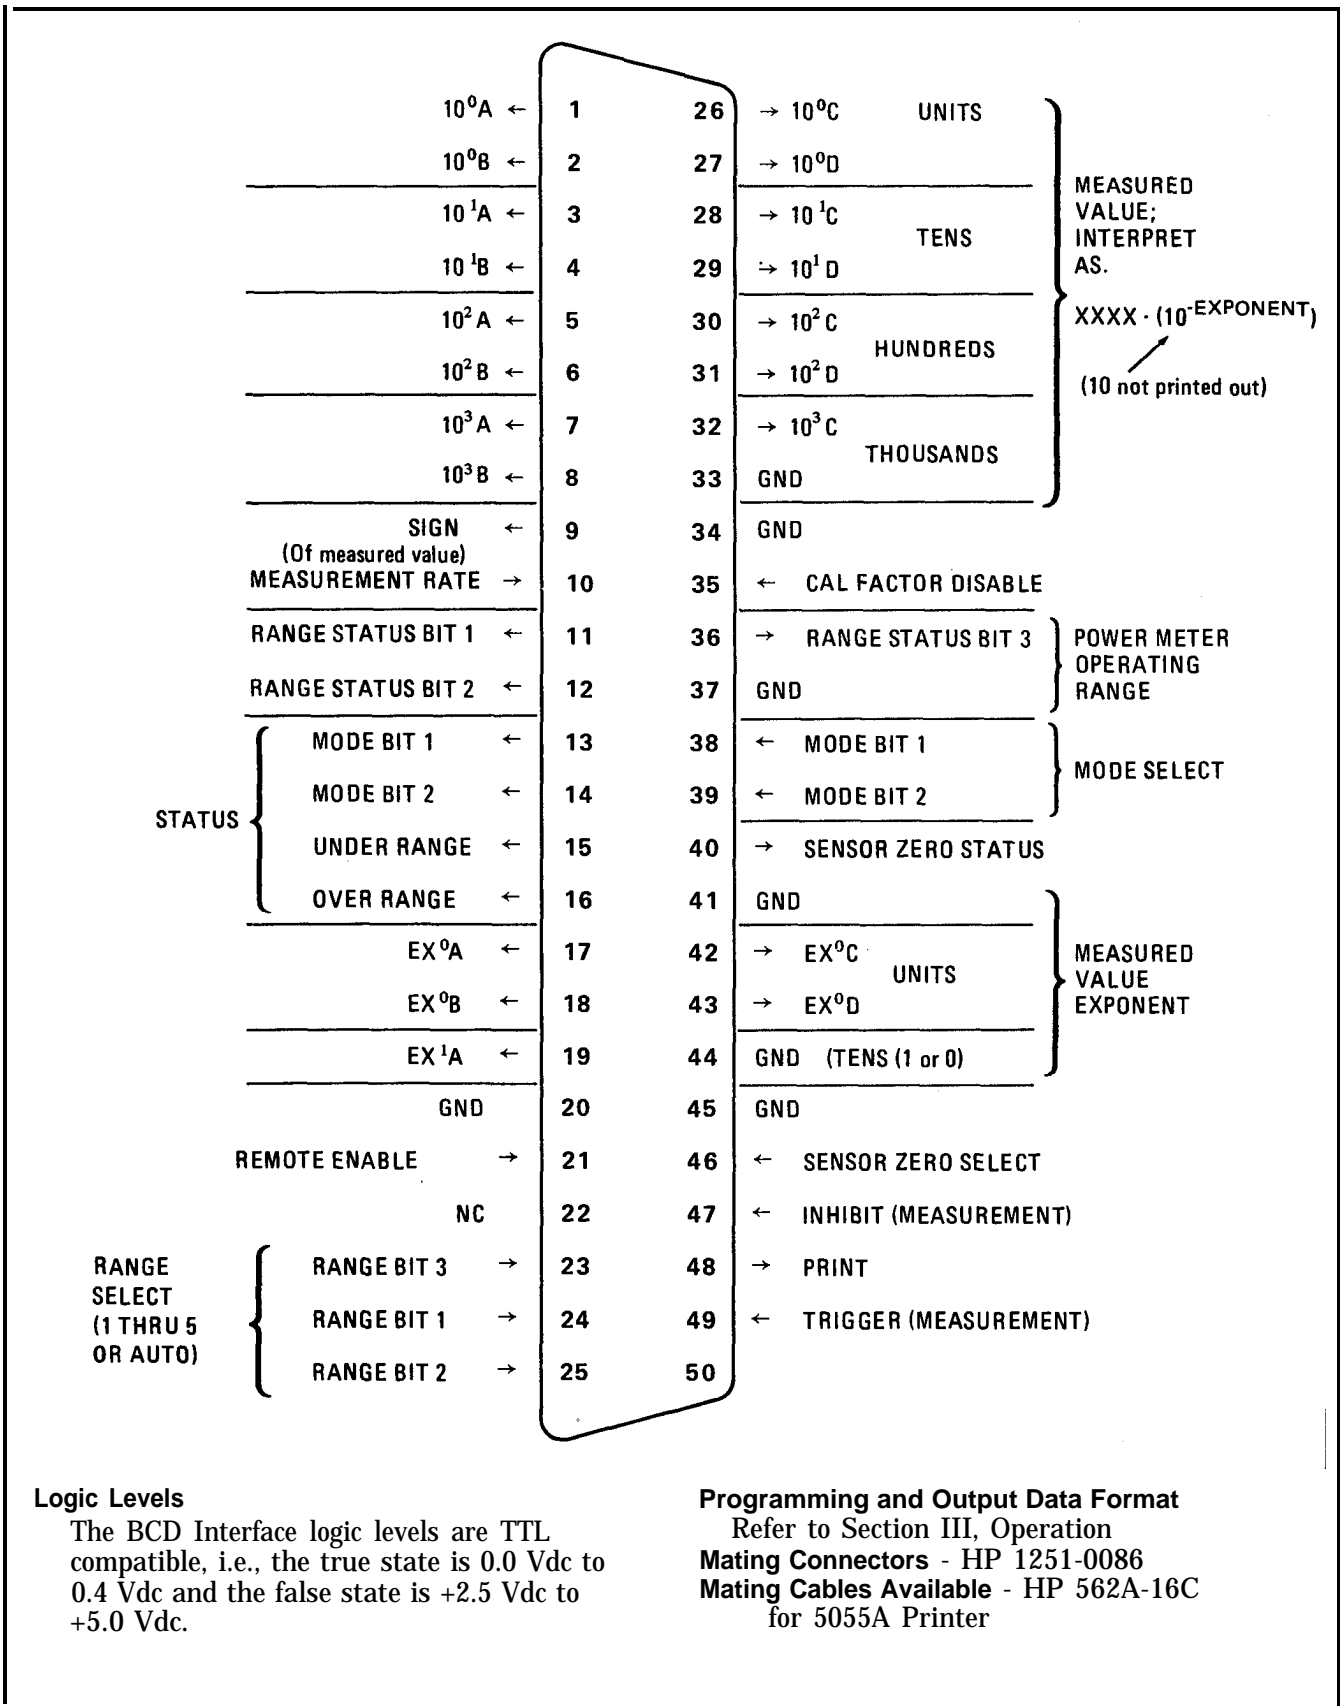 10⁰A ← 1 26 → 10⁰C UNITS
10⁰B ← 2 27 → 10⁰D
10¹A ← 3 28 → 10¹C
TENS
10¹B ← 4 29 → 10¹D
10²A ← 5 30 → 10²C
HUNDREDS
10²B ← 6 31 → 10²D
10³A ← 7 32 → 10³C
THOUSANDS
10³B ← 8 33 GND
MEASURED
VALUE;
INTERPRET
AS.
XXXX · (10⁻ᴱˣᴾᴼᴺᴱᴺᵀ)
(10 not printed out)
SIGN ← 9 34 GND
(Of measured value)
MEASUREMENT RATE → 10 35 ← CAL FACTOR DISABLE
RANGE STATUS BIT 1 ← 11 36 → RANGE STATUS BIT 3
RANGE STATUS BIT 2 ← 12 37 GND
POWER METER
OPERATING
RANGE
STATUS
MODE BIT 1 ← 13 38 ← MODE BIT 1
MODE BIT 2 ← 14 39 ← MODE BIT 2
MODE SELECT
UNDER RANGE ← 15 40 → SENSOR ZERO STATUS
OVER RANGE ← 16 41 GND
EX⁰A ← 17 42 → EX⁰C
UNITS
EX⁰B ← 18 43 → EX⁰D
EX¹A ← 19 44 GND (TENS (1 or 0)
MEASURED
VALUE
EXPONENT
GND 20 45 GND
REMOTE ENABLE → 21 46 ← SENSOR ZERO SELECT
NC 22 47 ← INHIBIT (MEASUREMENT)
RANGE
SELECT
(1 THRU 5
OR AUTO)
RANGE BIT 3 → 23 48 → PRINT
RANGE BIT 1 → 24 49 ← TRIGGER (MEASUREMENT)
RANGE BIT 2 → 25 50
Logic Levels
The BCD Interface logic levels are TTL
compatible, i.e., the true state is 0.0 Vdc to
0.4 Vdc and the false state is +2.5 Vdc to
+5.0 Vdc.
Programming and Output Data Format
Refer to Section III, Operation
Mating Connectors - HP 1251-0086
Mating Cables Available - HP 562A-16C
for 5055A Printer